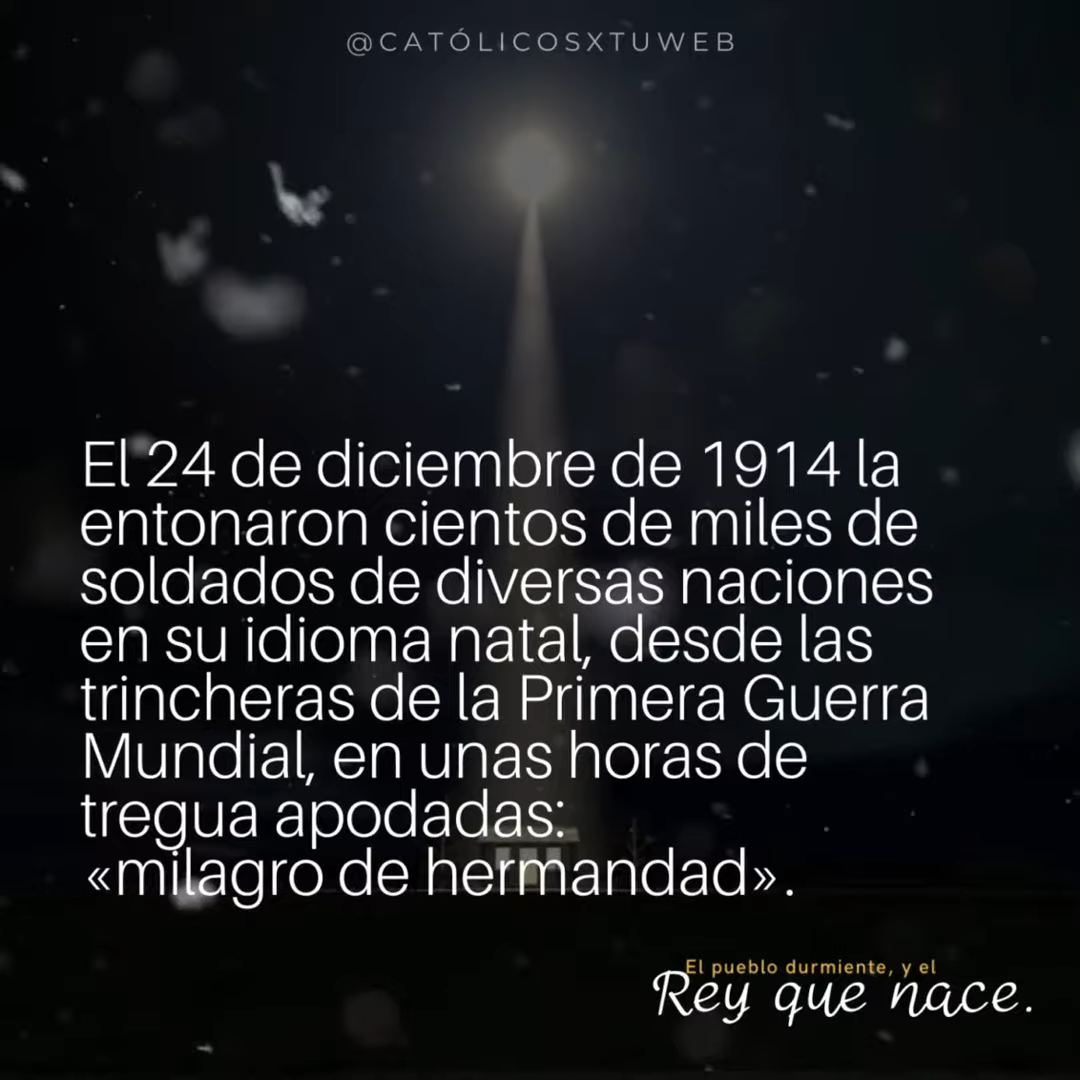 @CATÓLICOSXTUWEB
El 24 de diciembre de 1914 la
entonaron cientos de miles de
soldados de diversas naciones
en su idioma natal, desde las
trincheras de la Primera Guerra
Mundial, en unas horas de
tregua apodadas:
«milagro de hermandad».
El pueblo durmiente, y el
Rey que nace.